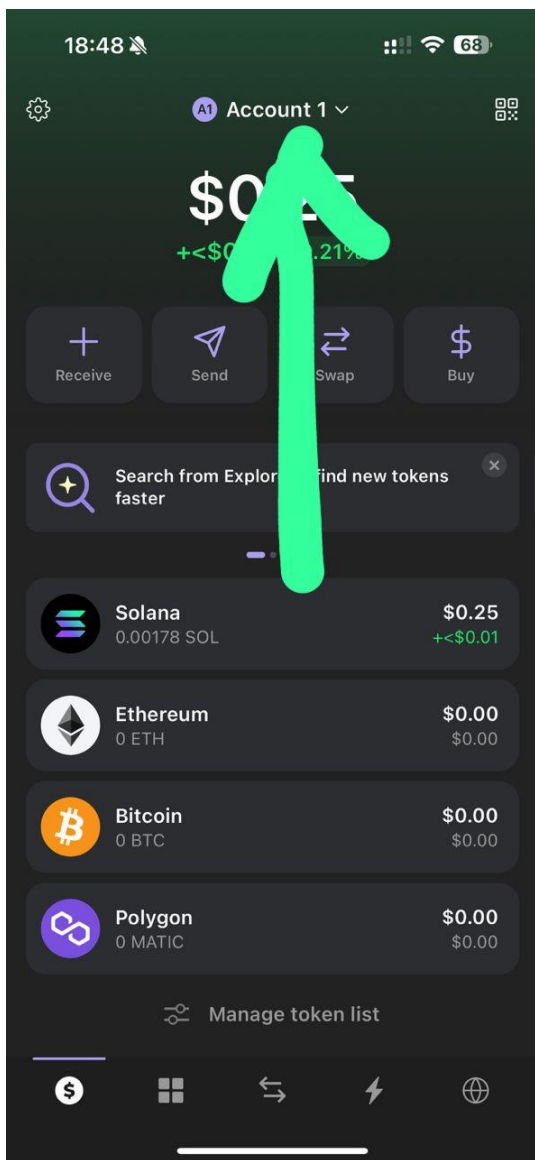 18:48
68
A1 Account 1
+
Receive
Send
Swap
$
Buy
Search from find new tokens
faster
Solana
$0.25
0.00178 SOL
+<$0.01
Ethereum
$0.00
0 ETH
$0.00
Bitcoin
$0.00
0 BTC
$0.00
Polygon
$0.00
0 MATIC
$0.00
Manage token list